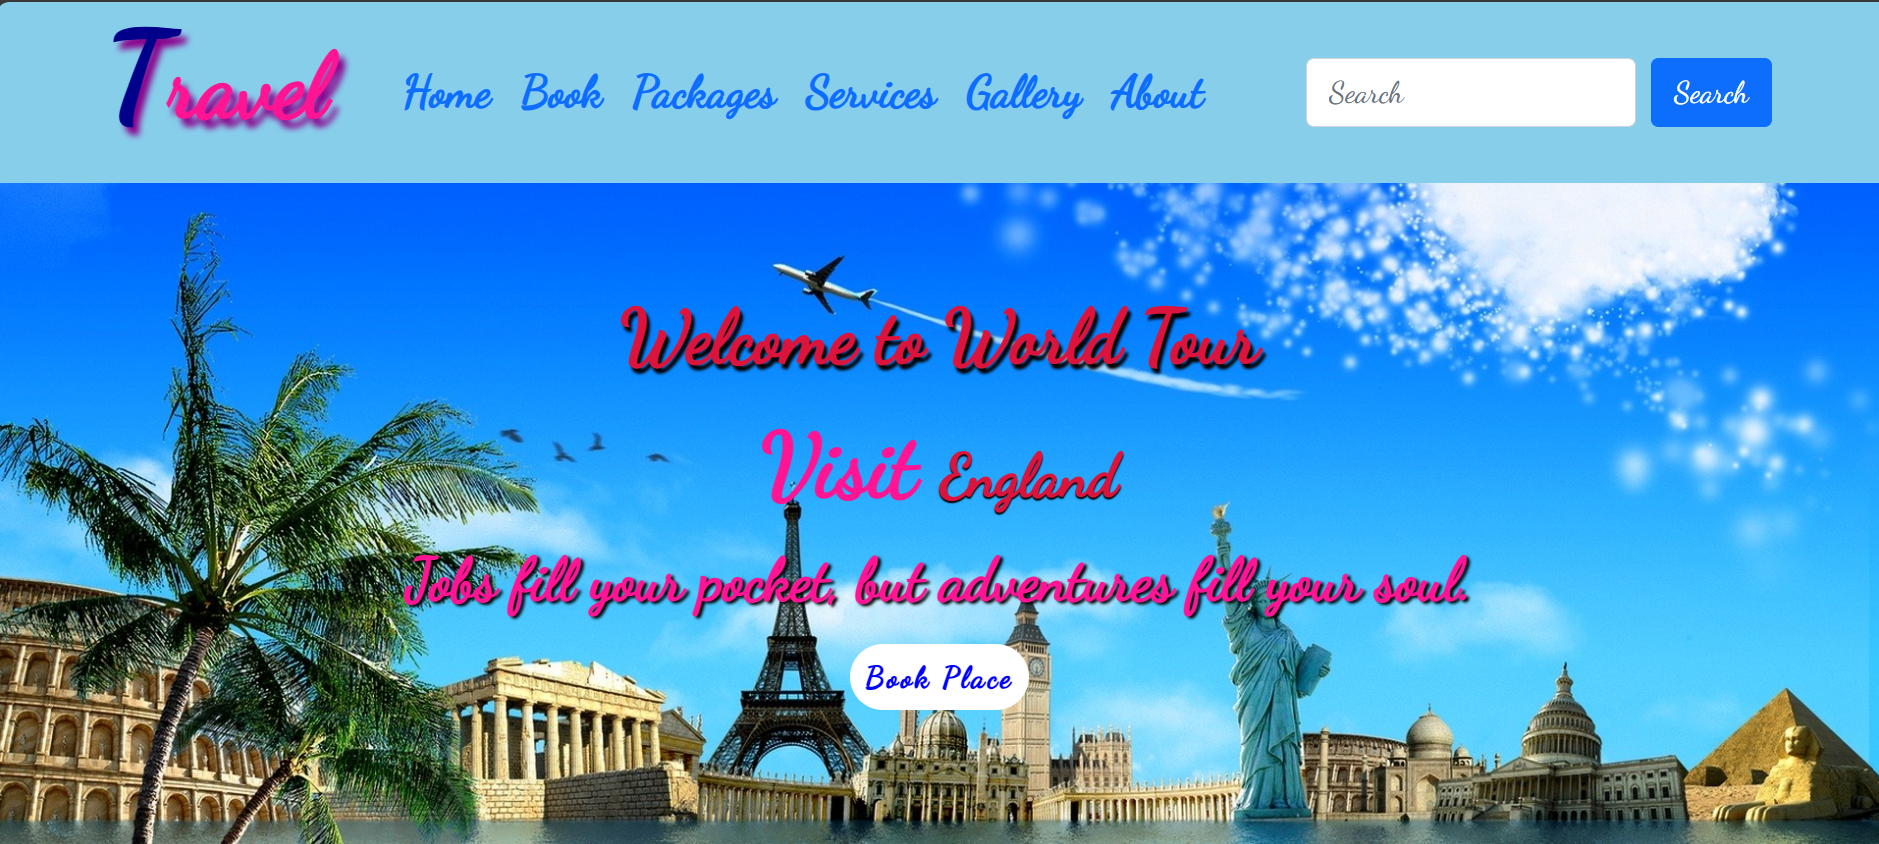 Travel Home Book Packages Services Gallery About Search Search
Welcome to World Tour
Visit England
Jobs fill your pocket, but adventures fill your soul.
Book Place